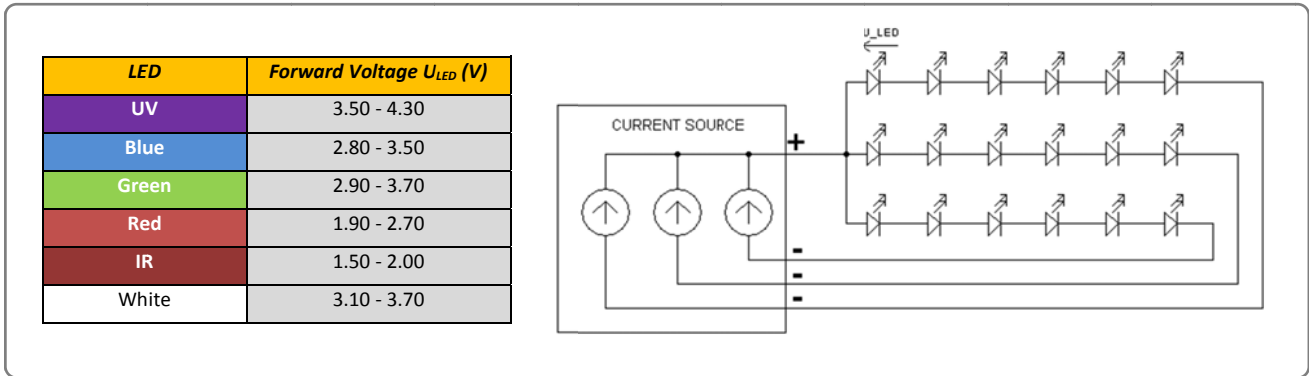 LED Forward Voltage U_LED (V)
UV 3.50 - 4.30
Blue 2.80 - 3.50
Green 2.90 - 3.70
Red 1.90 - 2.70
IR 1.50 - 2.00
White 3.10 - 3.70
U_LED
CURRENT SOURCE
+
-
-
-